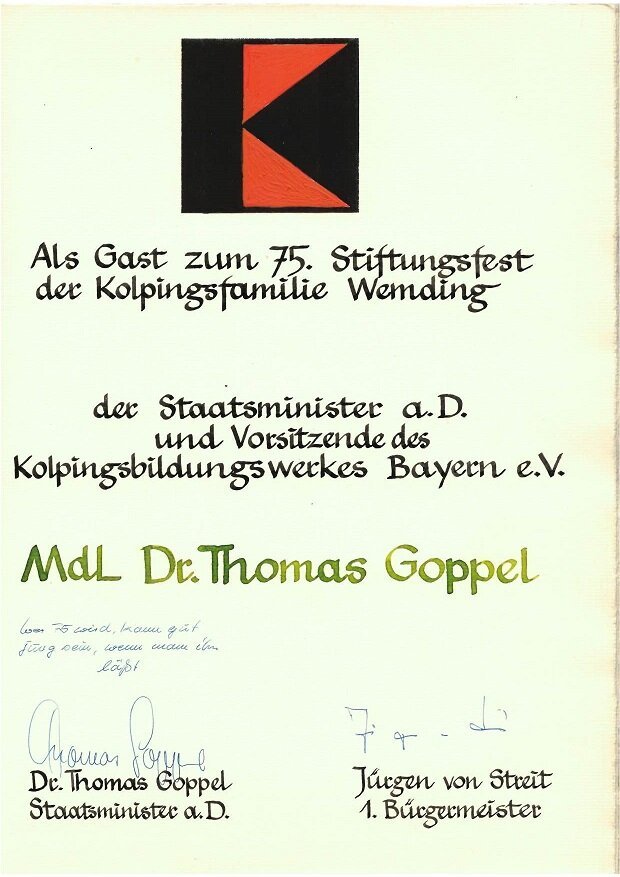 Als Gast zum 75. Stiftungsfest
der Kolpingsfamilie Wemding
der Staatsminister a.D.
und Vorsitzende des
Kolpingsbildungswerkes Bayern e.V.
MdL Dr. Thomas Goppel
Wer 75 wird, kann gut
jung sein, wenn man ihn
läßt
Thomas Goppel
Dr. Thomas Goppel
Staatsminister a.D.
Jürgen von Streit
1. Bürgermeister